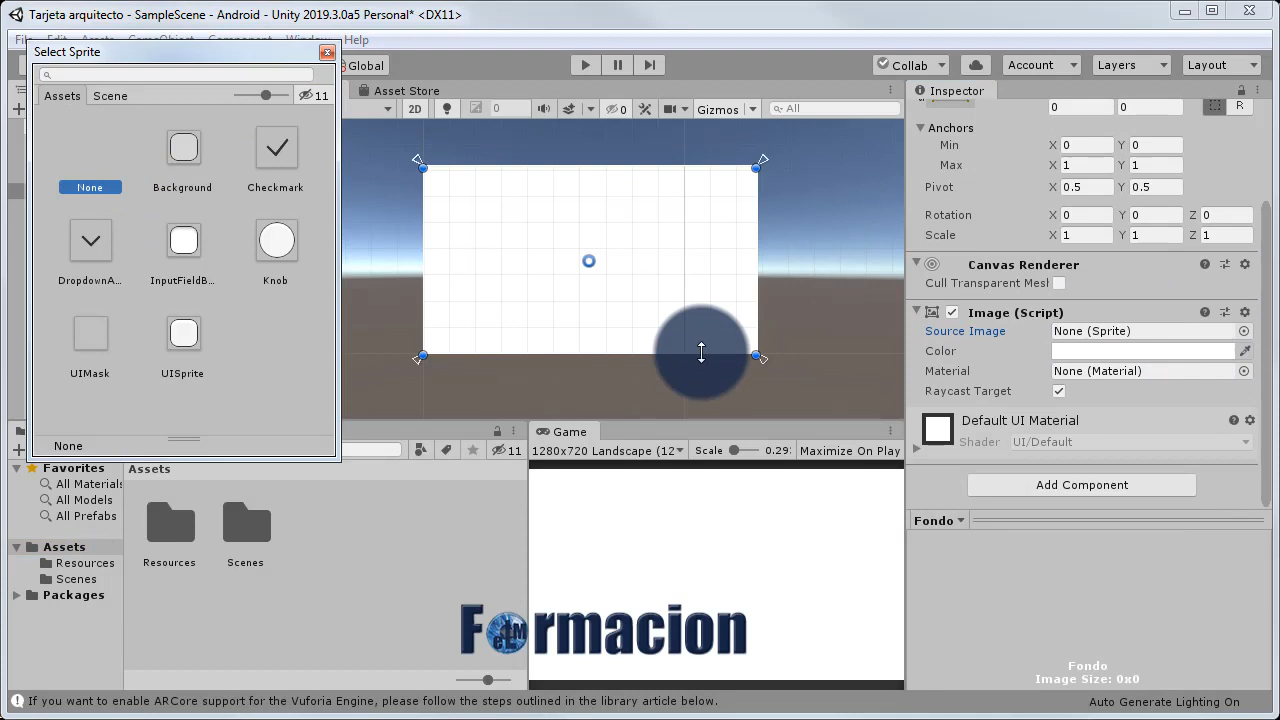 Tarjeta arquitecto - SampleScene - Android - Unity 2019.3.0a5 Personal* <DX11>
Help
Select Sprite
Global
Collab
Account
Layers
Layout
Assets
Scene
11
Asset Store
Inspector
2D
0
0
Gizmos
All
0
0
R
None
Background
Checkmark
DropdownA...
InputFieldB...
Knob
UIMask
UISprite
None
Anchors
Min
X
0
Y
0
Max
X
1
Y
1
Pivot
X
0.5
Y
0.5
Rotation
X
0
Y
0
Z
0
Scale
X
1
Y
1
Z
1
Canvas Renderer
Cull Transparent Mesl
Image (Script)
Source Image
None (Sprite)
Color
Material
None (Material)
Raycast Target
Default UI Material
Shader
UI/Default
Add Component
Fondo
Game
11
1280x720 Landscape (12
Scale
0.29
Maximize On Play
Favorites
All Materials
All Models
All Prefabs
Assets
Resources
Scenes
Packages
Assets
Resources
Scenes
Formacion
Fondo
Image Size: 0x0
If you want to enable ARCore support for the Vuforia Engine, please follow the steps outlined in the library article below.
Auto Generate Lighting On